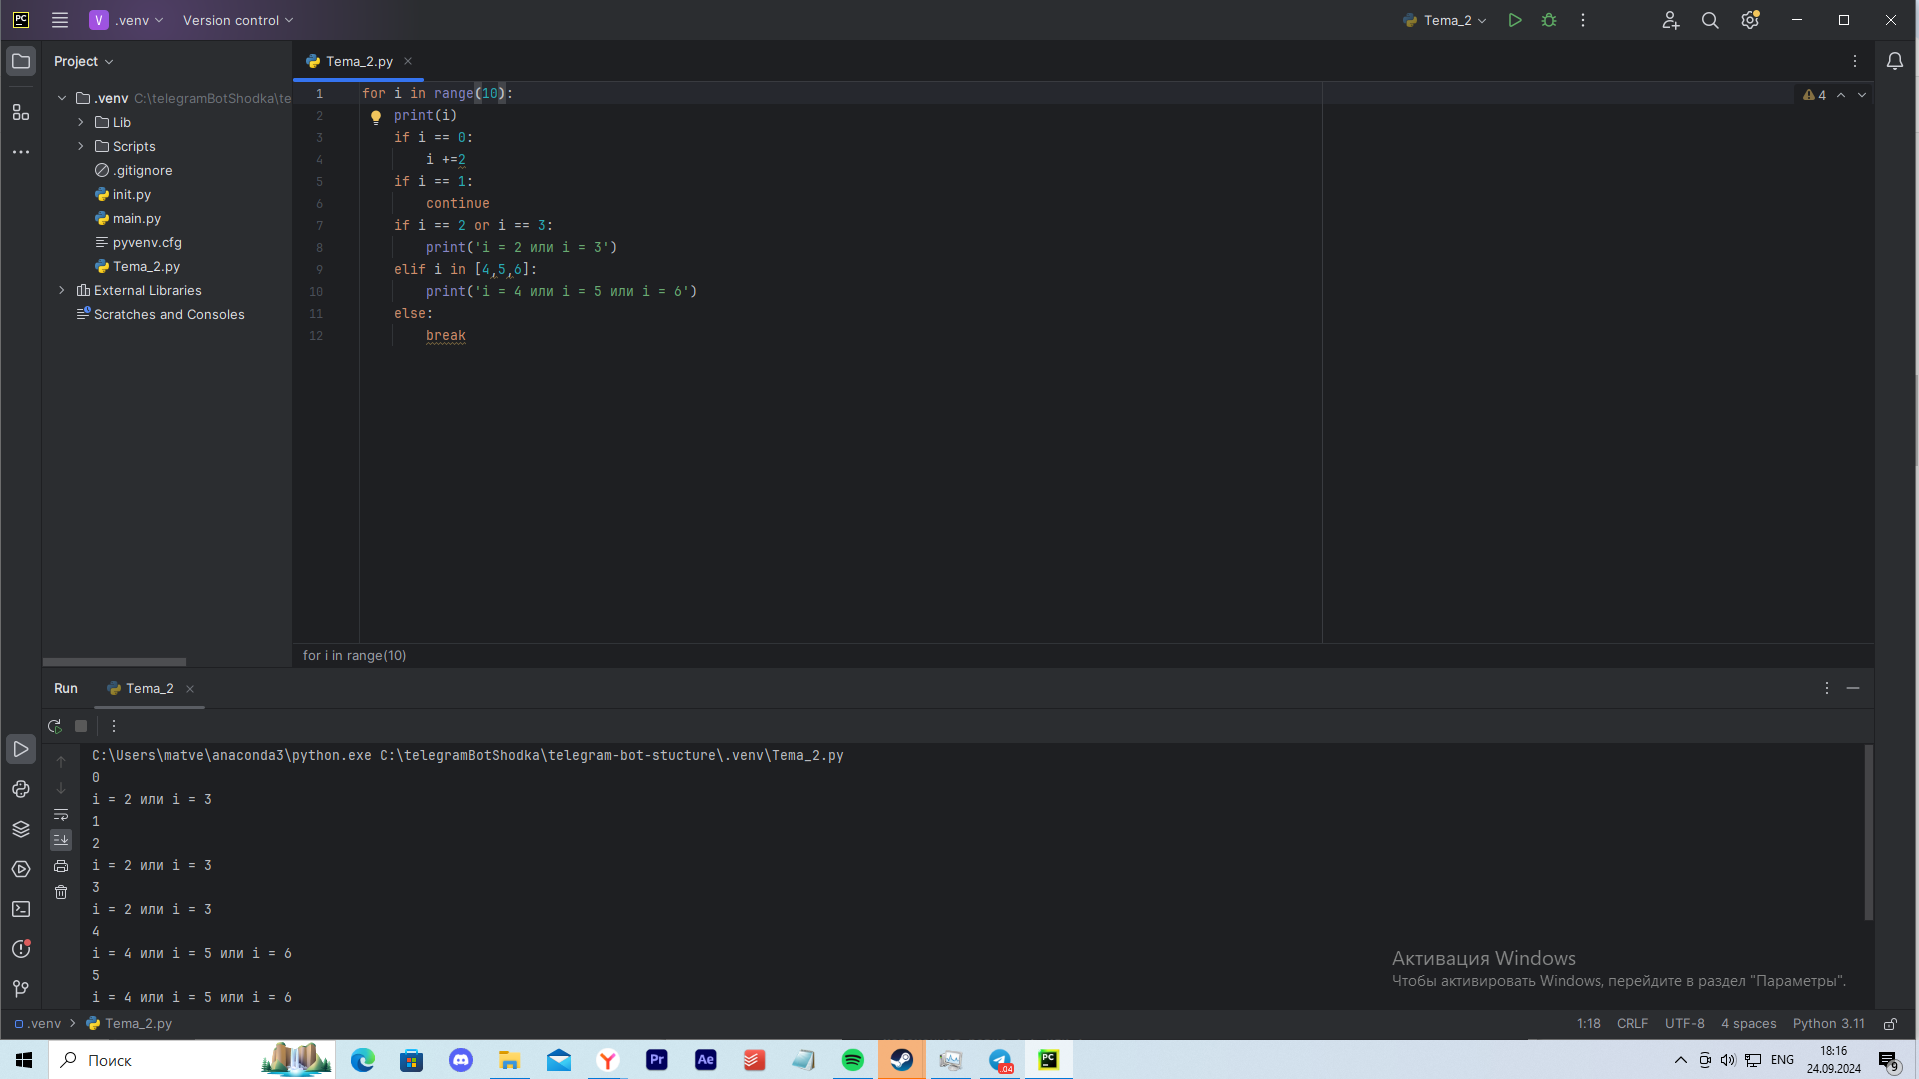 PC V .venv Version control Tema_2
Project
Tema_2.py
.venv C:\telegramBotShodka\te
Lib
Scripts
.gitignore
init.py
main.py
pyvenv.cfg
Tema_2.py
External Libraries
Scratches and Consoles
4
1 for i in range(10):
2 print(i)
3 if i == 0:
4 i +=2
5 if i == 1:
6 continue
7 if i == 2 or i == 3:
8 print('i = 2 или i = 3')
9 elif i in [4,5,6]:
10 print('i = 4 или i = 5 или i = 6')
11 else:
12 break
for i in range(10)
Run Tema_2
C:\Users\matve\anaconda3\python.exe C:\telegramBotShodka\telegram-bot-stucture\.venv\Tema_2.py
0
i = 2 или i = 3
1
2
i = 2 или i = 3
3
i = 2 или i = 3
4
i = 4 или i = 5 или i = 6
5
i = 4 или i = 5 или i = 6
Активация Windows
Чтобы активировать Windows, перейдите в раздел "Параметры".
.venv Tema_2.py 1:18 CRLF UTF-8 4 spaces Python 3.11
Поиск Pr Ae .04 PC ENG 18:16
24.09.2024 9